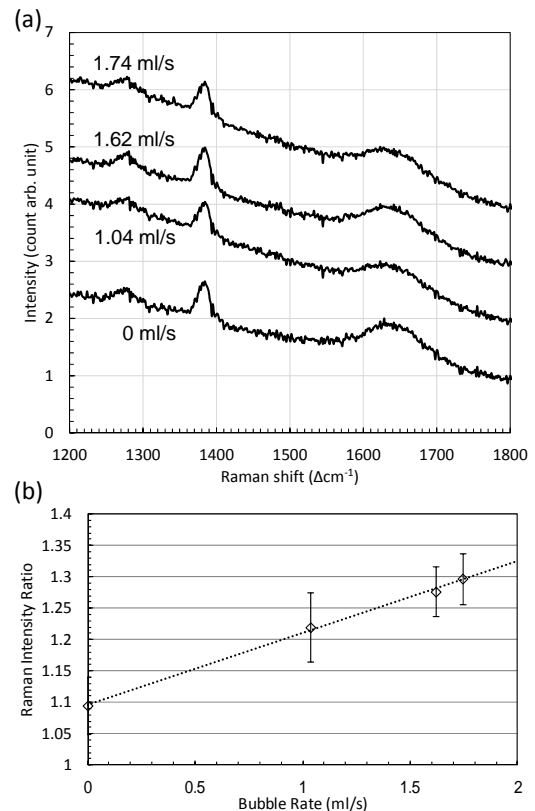 (a)
7
6
5
4
3
2
1
0
Intensity (count arb. unit)
1.74 ml/s
1.62 ml/s
1.04 ml/s
0 ml/s
1200 1300 1400 1500 1600 1700 1800
Raman shift (Δcm⁻¹)
(b)
1.4
1.35
1.3
1.25
1.2
1.15
1.1
1.05
1
Raman Intensity Ratio
0 0.5 1 1.5 2
Bubble Rate (ml/s)